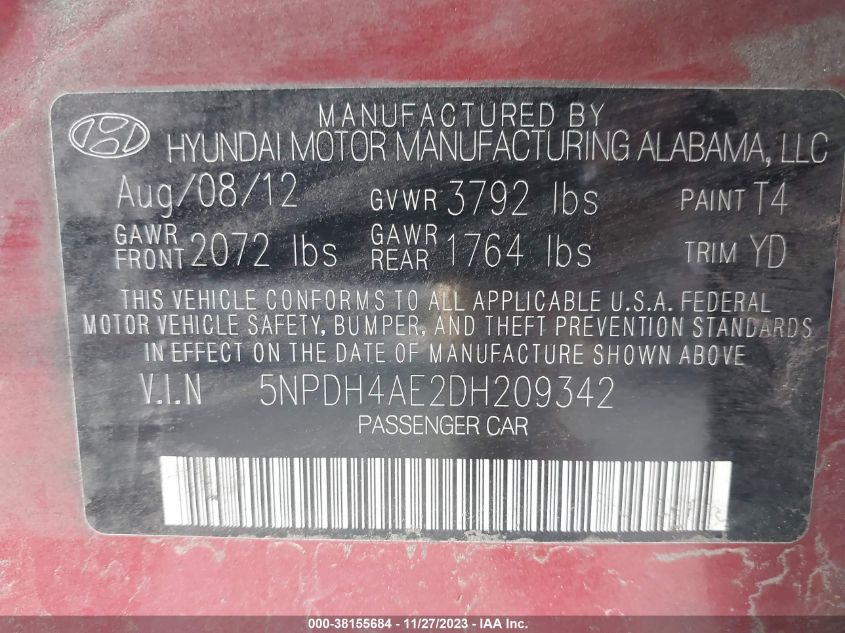 MANUFACTURED BY
HYUNDAI MOTOR MANUFACTURING ALABAMA, LLC
Aug/08/12 GVWR 3792 lbs PAINT T4
GAWR FRONT 2072 lbs GAWR REAR 1764 lbs TRIM YD
THIS VEHICLE CONFORMS TO ALL APPLICABLE U.S.A. FEDERAL
MOTOR VEHICLE SAFETY, BUMPER, AND THEFT PREVENTION STANDARDS
IN EFFECT ON THE DATE OF MANUFACTURE SHOWN ABOVE
V.I.N 5NPDH4AE2DH209342
PASSENGER CAR
000-38155684 - 11/27/2023 - IAA Inc.